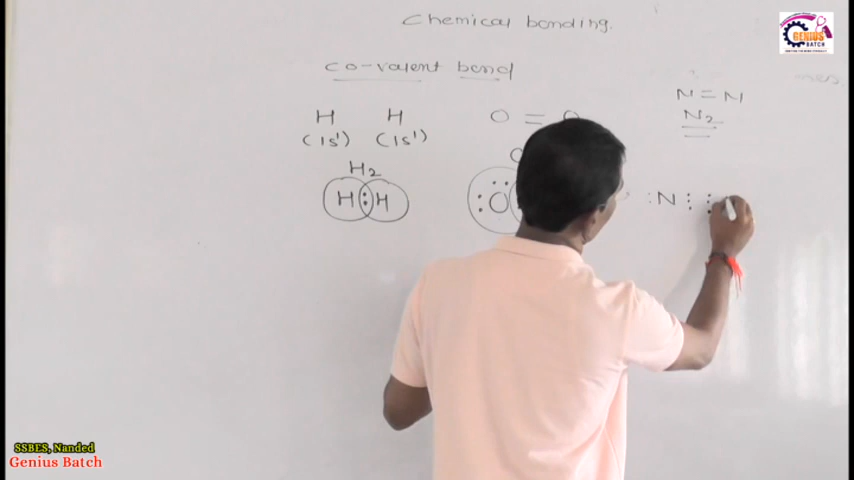 Chemical bonding.
co-valent bond
H H
(1s¹) (1s¹)
H₂
H : H
O = O
O
:N ⋮ ⋮
N = N
N₂
GENIUS
BATCH
SSBES, Nanded
Genius Batch